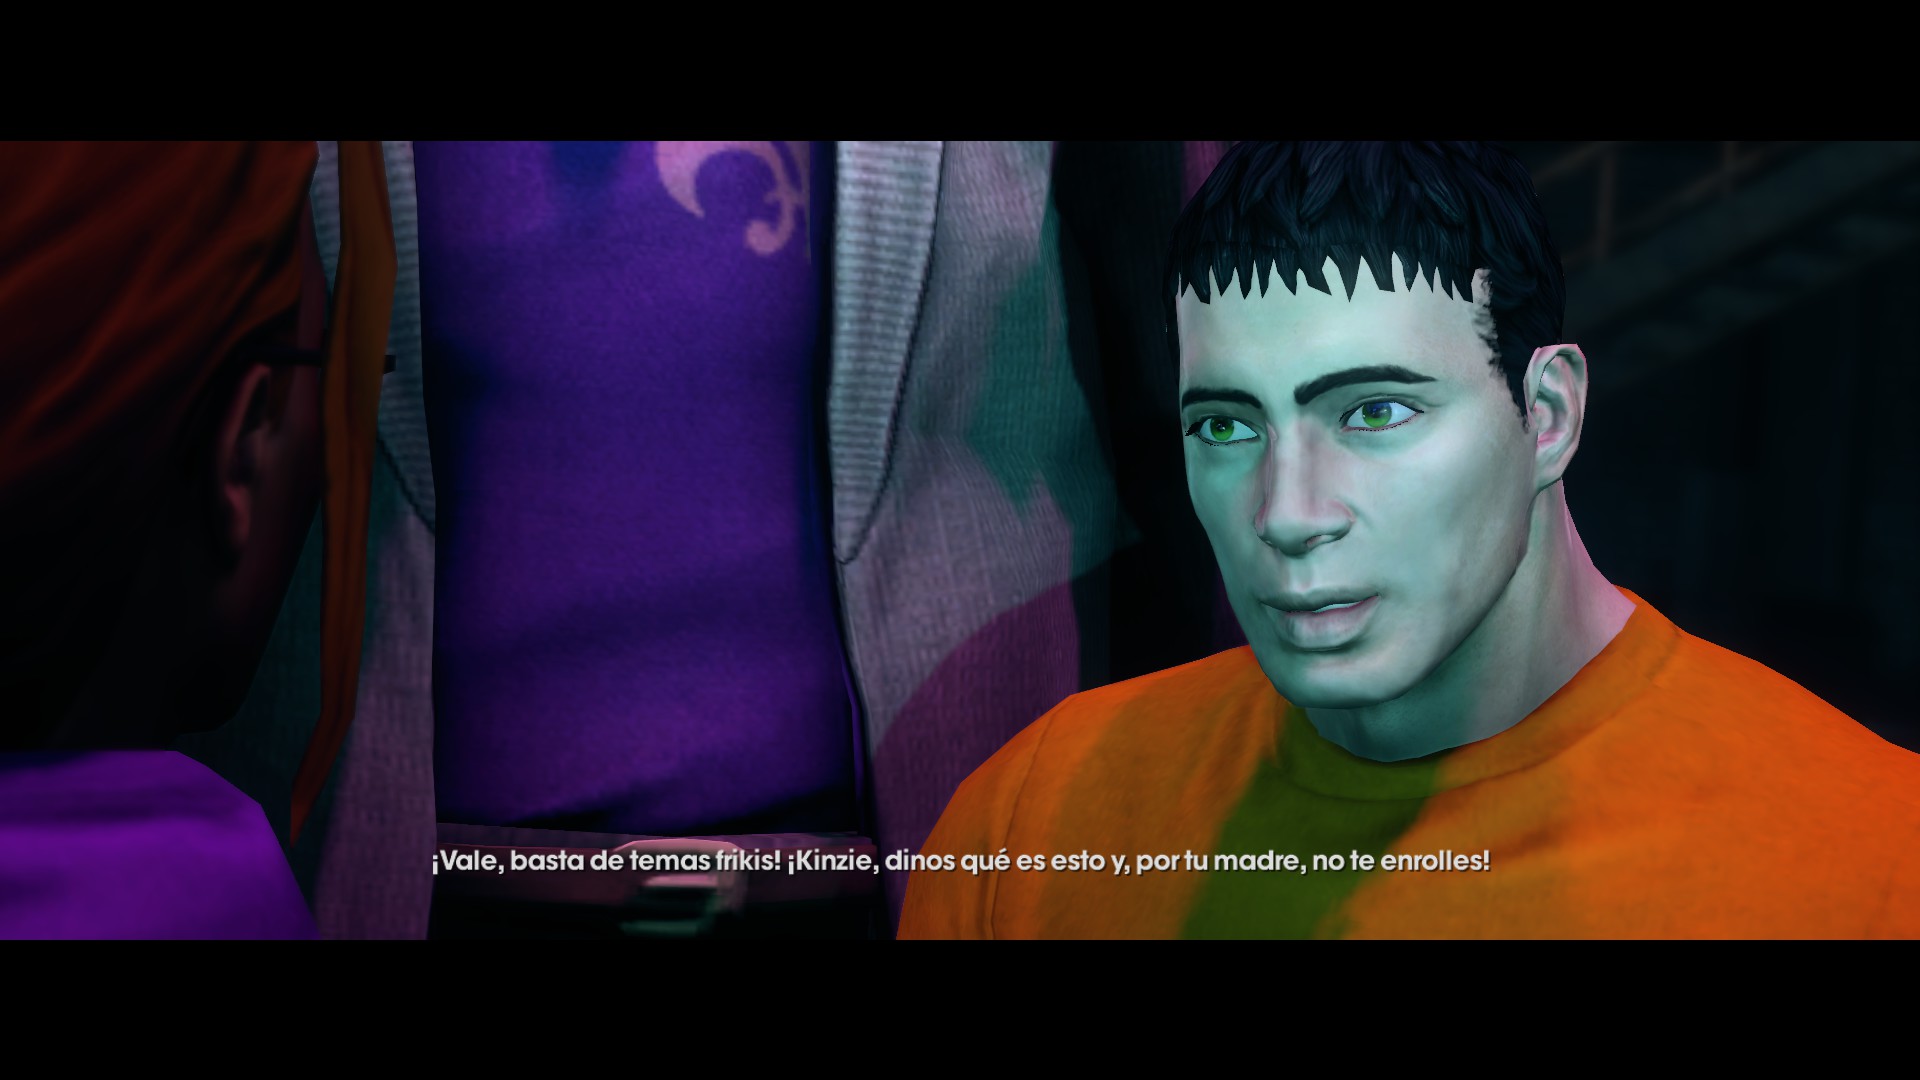 ¡Vale, basta de temas frikis! ¡Kinzie, dinos qué es esto y, por tu madre, no te enrolles!